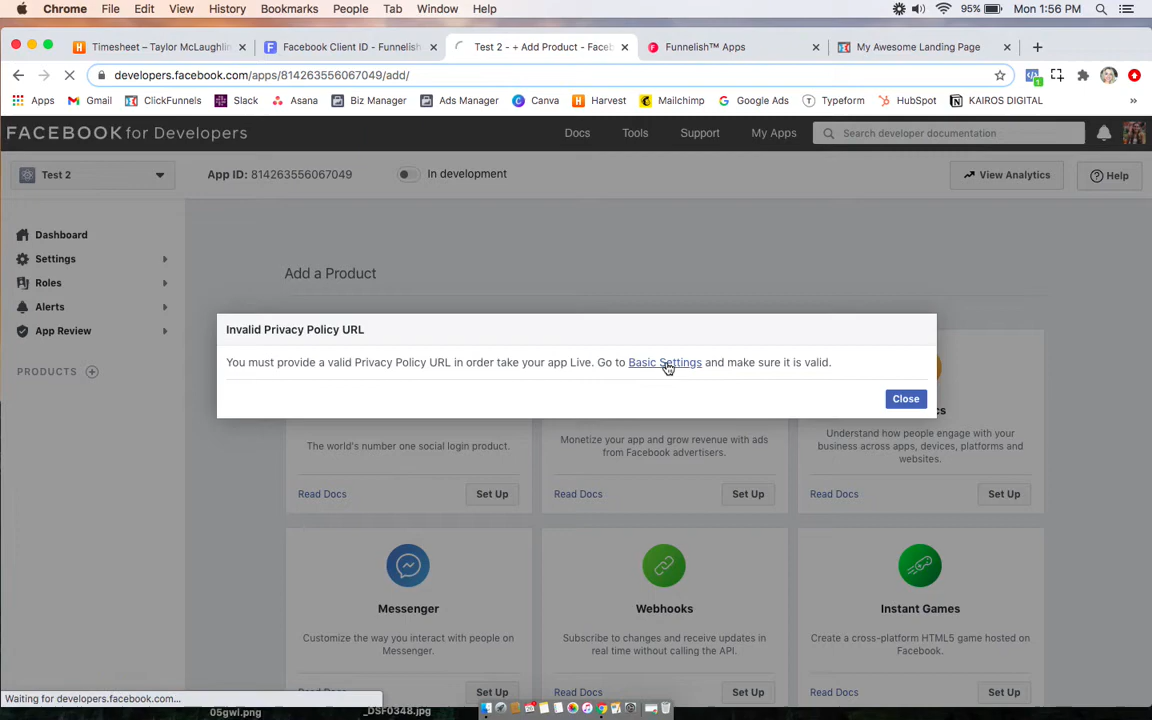 Chrome File Edit View History Bookmarks People Tab Window Help 95% Mon 1:56 PM
Timesheet – Taylor McLaughlin Facebook Client ID - Funnelish Test 2 - + Add Product - Faceb Funnelish™ Apps My Awesome Landing Page
developers.facebook.com/apps/814263556067049/add/
Apps Gmail ClickFunnels Slack Asana Biz Manager Ads Manager Canva Harvest Mailchimp Google Ads Typeform HubSpot KAIROS DIGITAL »
FACEBOOK for Developers Docs Tools Support My Apps Search developer documentation
Test 2 App ID: 814263556067049 In development View Analytics Help
Dashboard
Settings
Roles
Alerts
App Review
PRODUCTS
Add a Product
Invalid Privacy Policy URL
You must provide a valid Privacy Policy URL in order take your app Live. Go to Basic Settings and make sure it is valid.
Close
cs
The world's number one social login product.
Monetize your app and grow revenue with ads
from Facebook advertisers.
Understand how people engage with your
business across apps, devices, platforms and
websites.
Read Docs Set Up Read Docs Set Up Read Docs Set Up
Messenger Webhooks Instant Games
Customize the way you interact with people on
Messenger.
Subscribe to changes and receive updates in
real time without calling the API.
Create a cross-platform HTML5 game hosted on
Facebook.
Read Docs Set Up Read Docs Set Up Read Docs Set Up
Waiting for developers.facebook.com...
05gwl.png _DSF0348.jpg